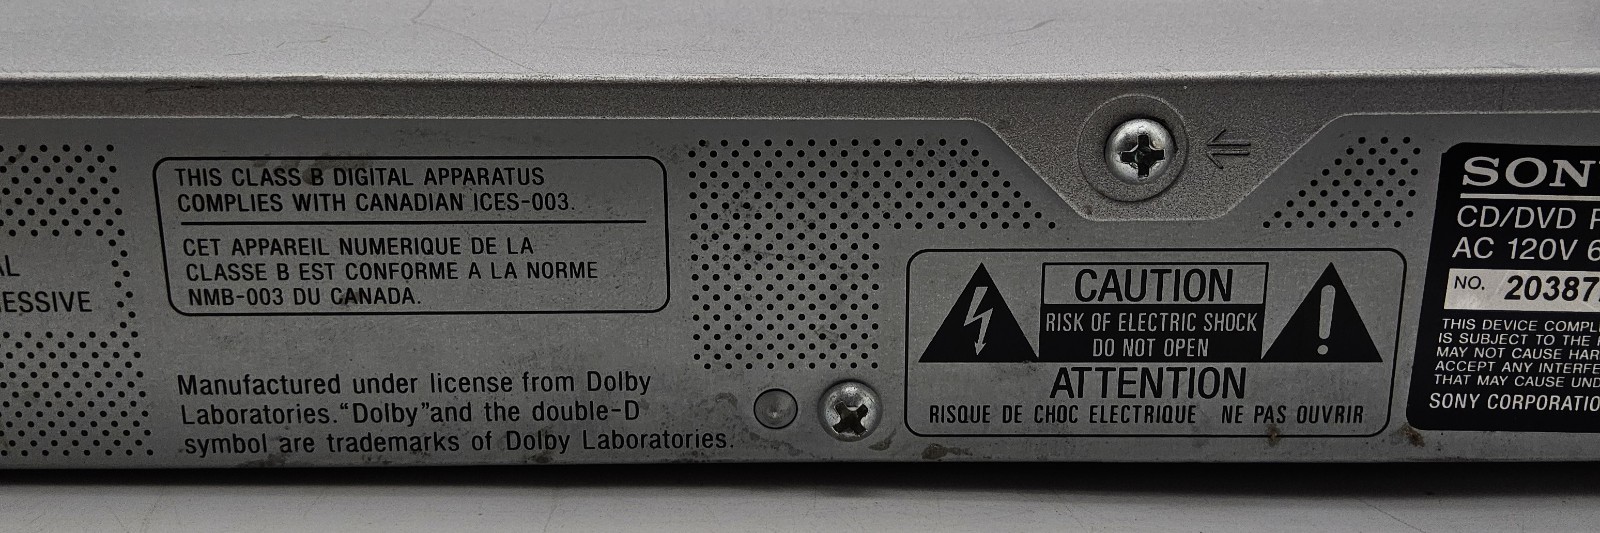 THIS CLASS B DIGITAL APPARATUS
COMPLIES WITH CANADIAN ICES-003.
CET APPAREIL NUMERIQUE DE LA
CLASSE B EST CONFORME A LA NORME
NMB-003 DU CANADA.
Manufactured under license from Dolby
Laboratories. “Dolby” and the double-D
symbol are trademarks of Dolby Laboratories.
CAUTION
RISK OF ELECTRIC SHOCK
DO NOT OPEN
ATTENTION
RISQUE DE CHOC ELECTRIQUE NE PAS OUVRIR
SON
CD/DVD
AC 120V 6
NO. 20387
THIS DEVICE COMPL
IS SUBJECT TO THE
MAY NOT CAUSE HAR
ACCEPT ANY INTERFE
THAT MAY CAUSE UND
SONY CORPORATIO